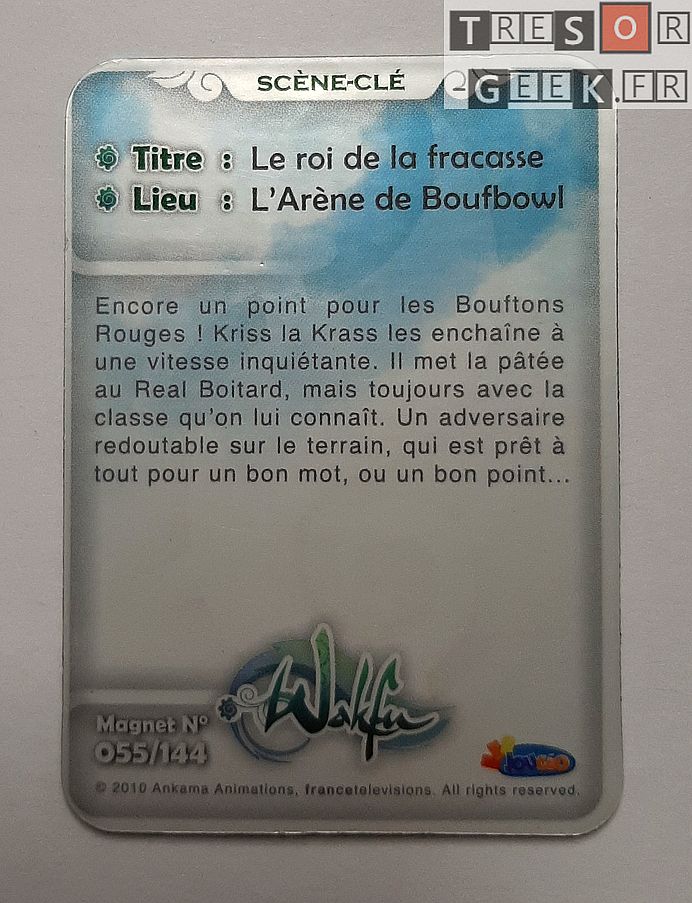 TRESOR
GEEK.FR
SCÈNE-CLÉ
Titre : Le roi de la fracasse
Lieu : L'Arène de Boufbowl
Encore un point pour les Bouftons
Rouges ! Kriss la Krass les enchaîne à
une vitesse inquiétante. Il met la pâtée
au Real Boitard, mais toujours avec la
classe qu'on lui connaît. Un adversaire
redoutable sur le terrain, qui est prêt à
tout pour un bon mot, ou un bon point...
Wakfu
Magnet N°
055/144
© 2010 Ankama Animations, francetelevisions. All rights reserved.